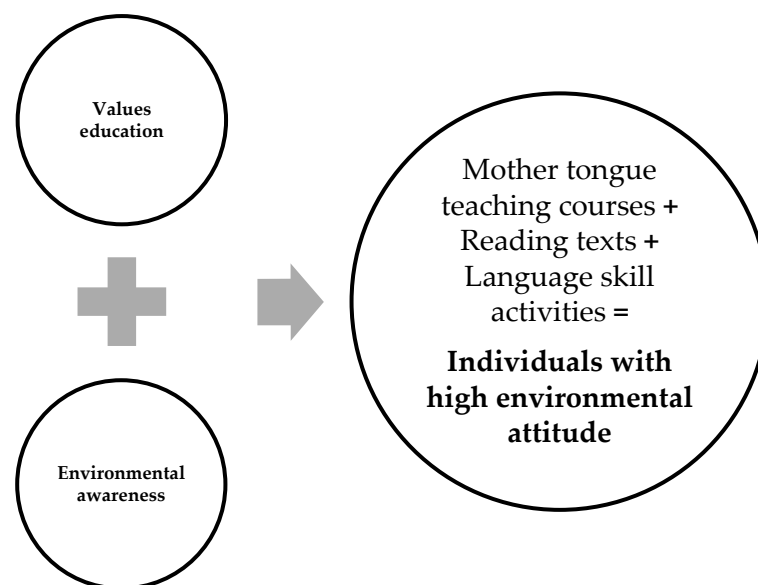 Values
education
Environmental
awareness
Mother tongue
teaching courses +
Reading texts +
Language skill
activities =
Individuals with
high environmental
attitude